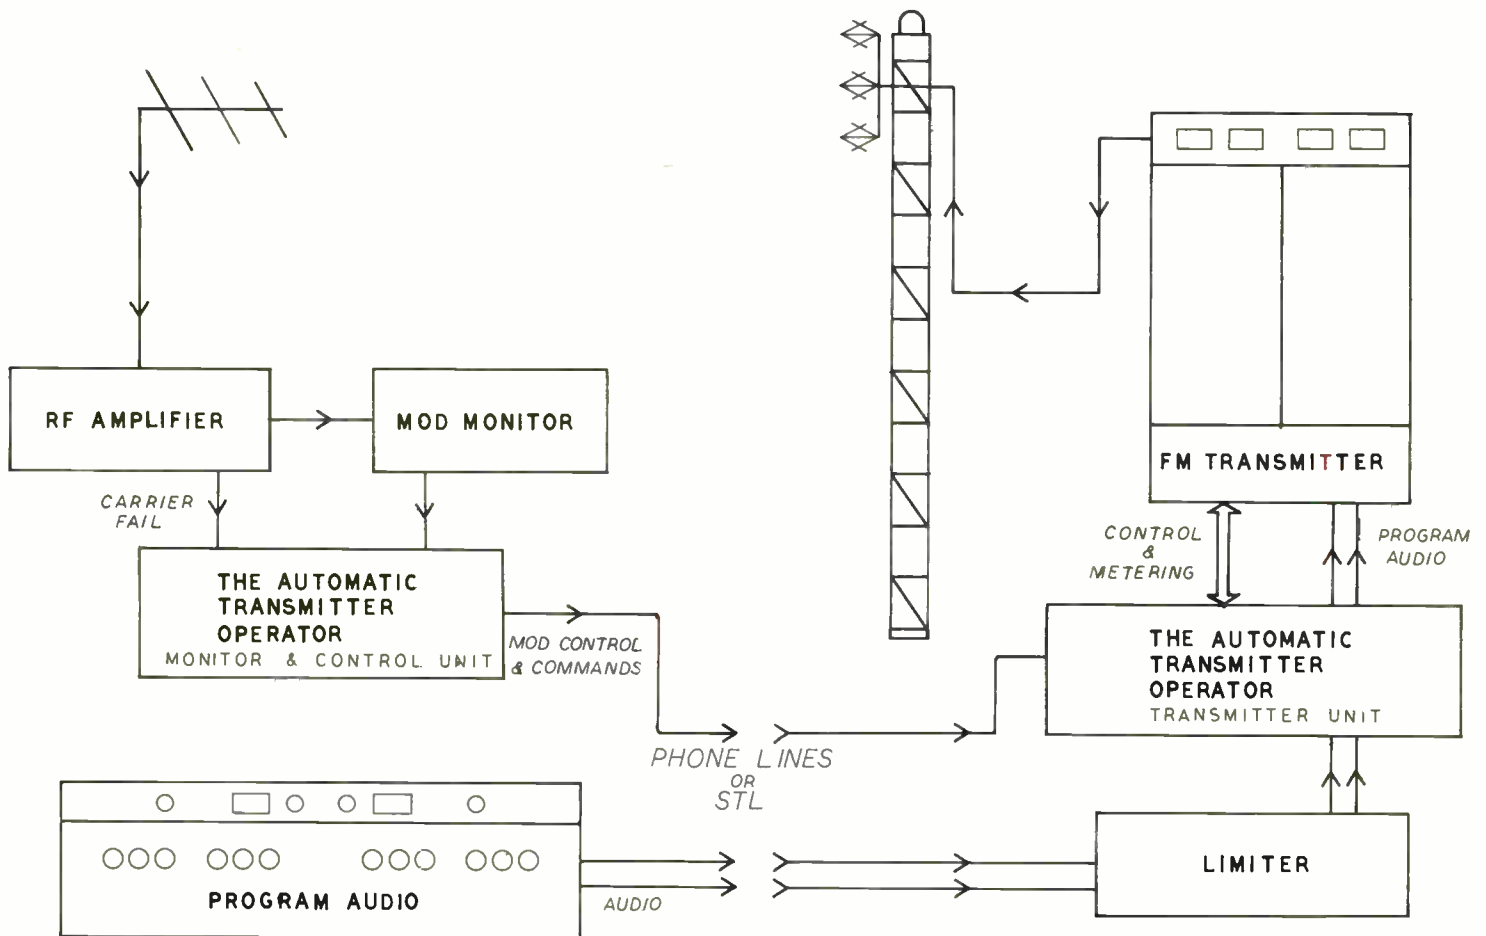 RF AMPLIFIER
MOD MONITOR
CARRIER
FAIL
THE AUTOMATIC
TRANSMITTER
OPERATOR
MONITOR & CONTROL UNIT
MOD CONTROL
& COMMANDS
PHONE LINES
OR
STL
PROGRAM AUDIO
AUDIO
FM TRANSMITTER
CONTROL
&
METERING
PROGRAM
AUDIO
THE AUTOMATIC
TRANSMITTER
OPERATOR
TRANSMITTER UNIT
LIMITER